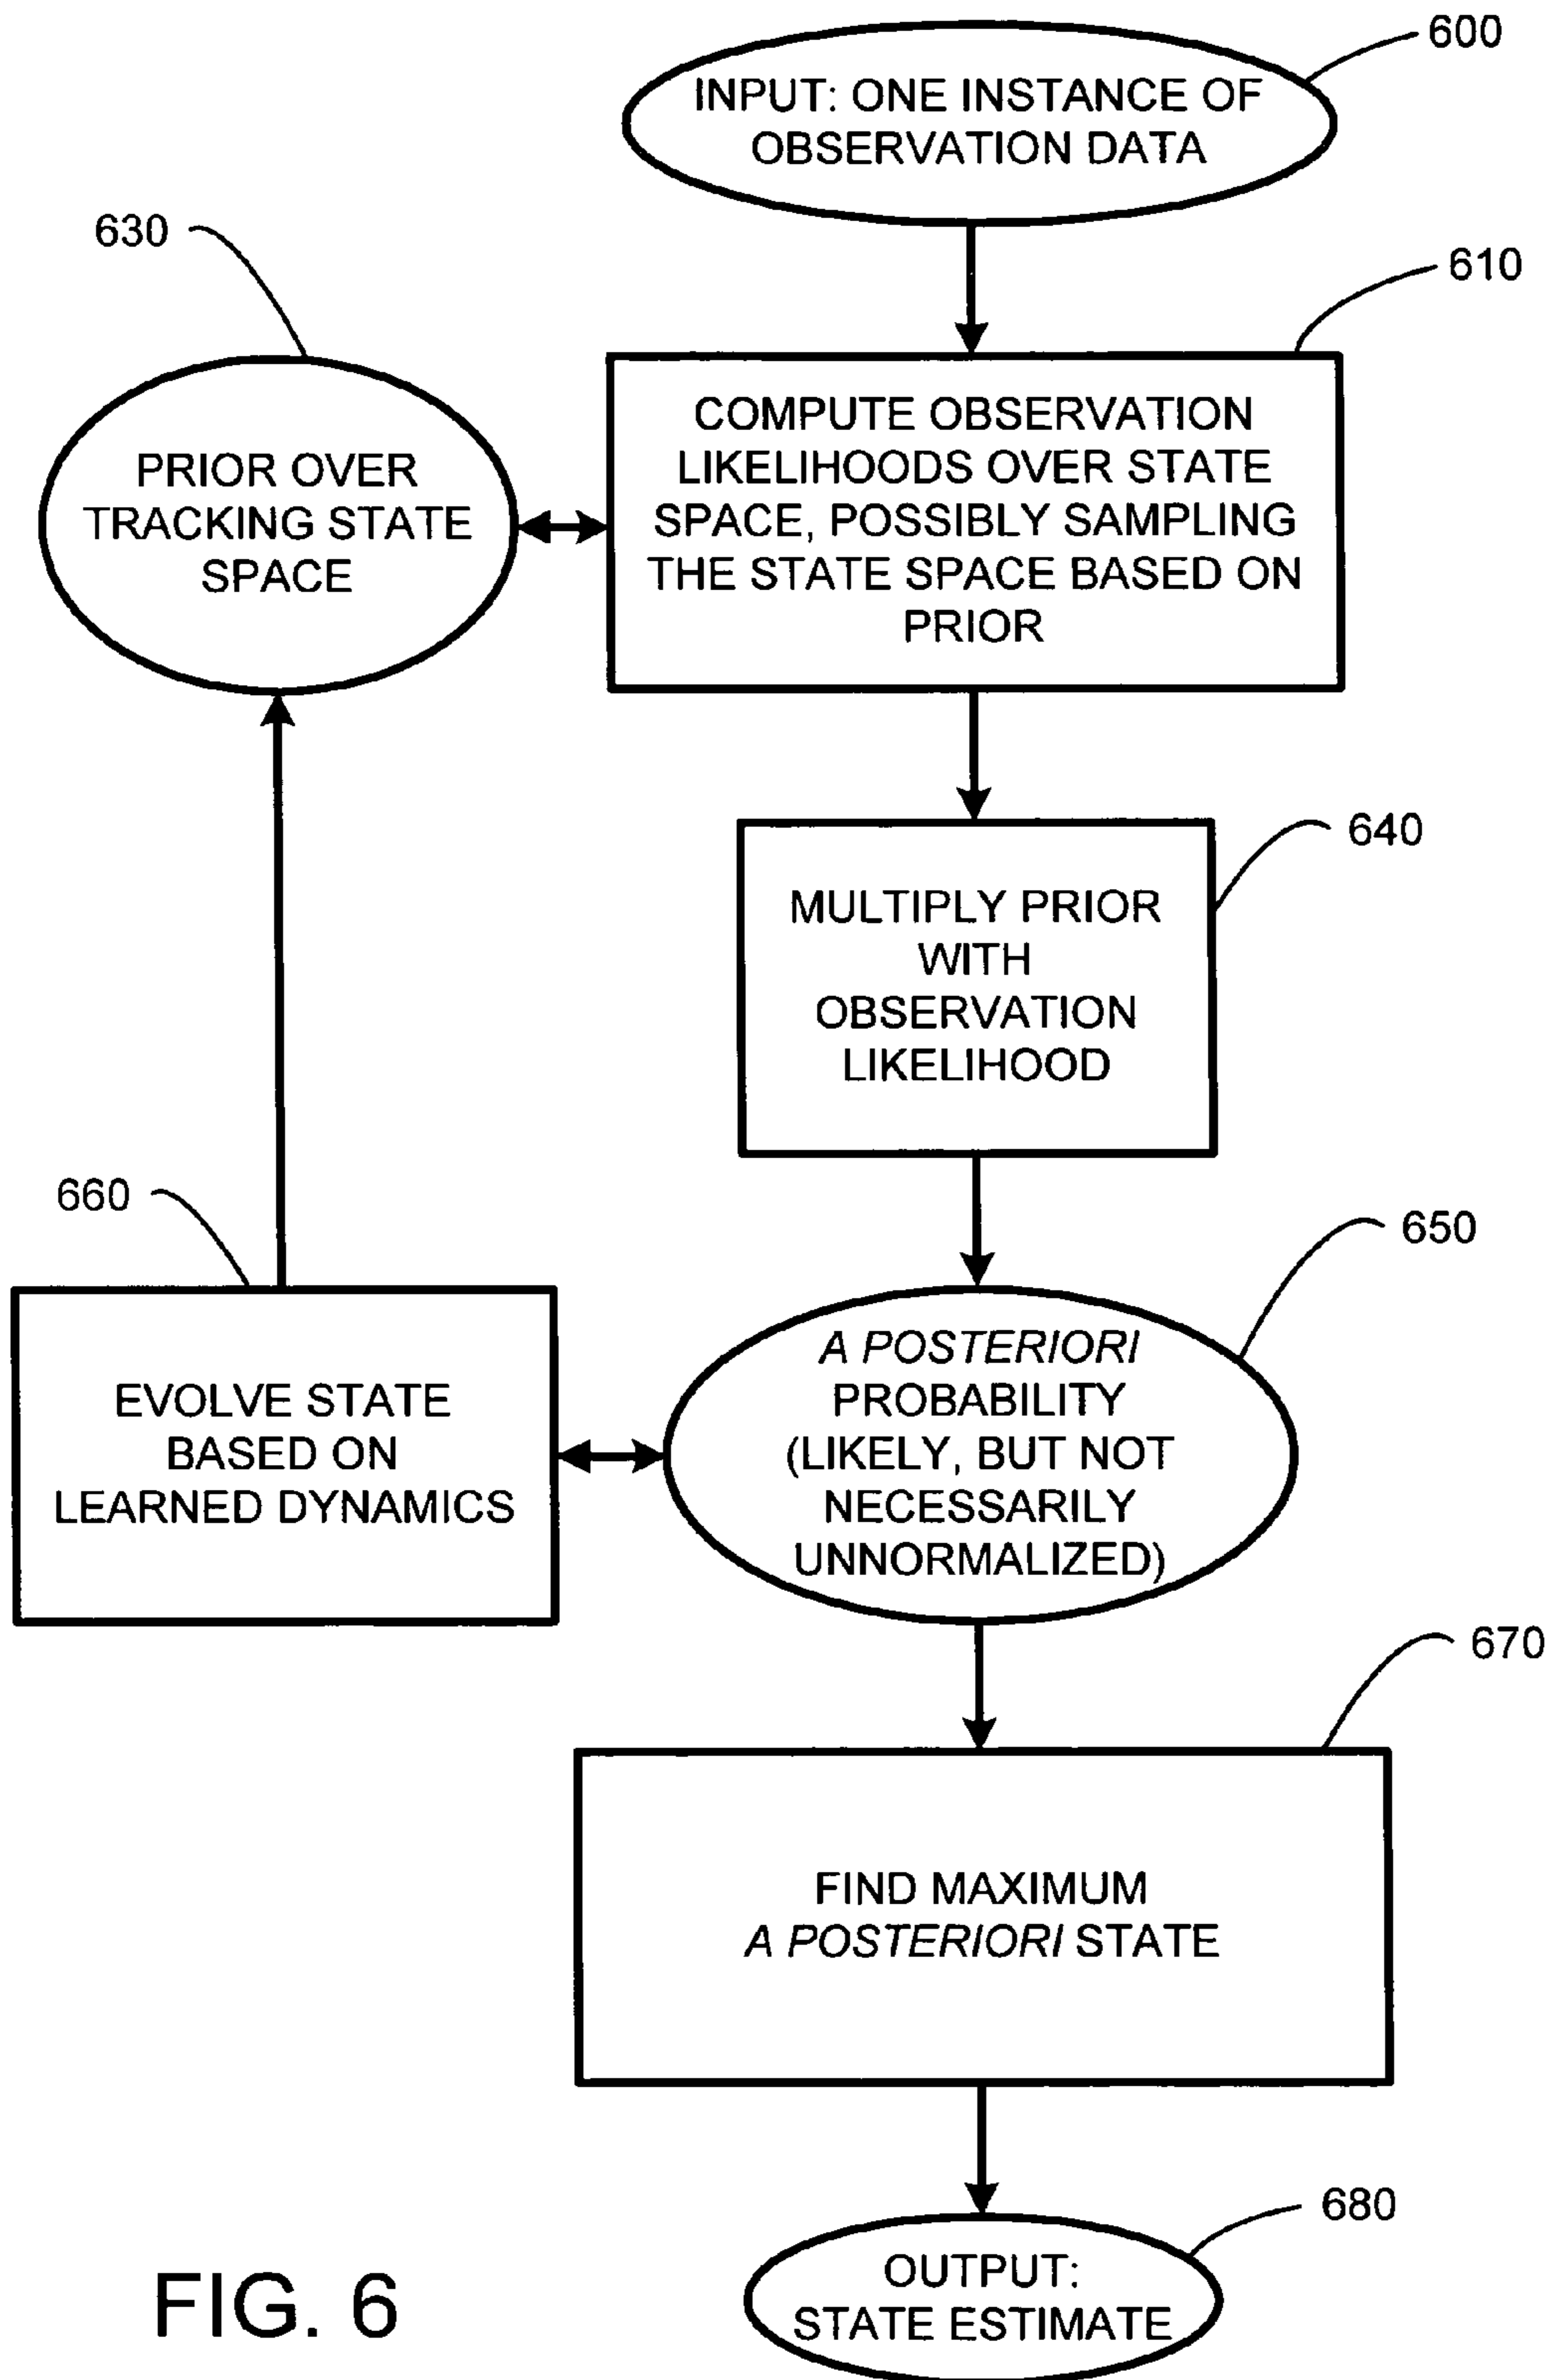 600
INPUT: ONE INSTANCE OF
OBSERVATION DATA
630
610
PRIOR OVER
TRACKING STATE
SPACE
COMPUTE OBSERVATION
LIKELIHOODS OVER STATE
SPACE, POSSIBLY SAMPLING
THE STATE SPACE BASED ON
PRIOR
640
MULTIPLY PRIOR
WITH
OBSERVATION
LIKELIHOOD
660
650
EVOLVE STATE
BASED ON
LEARNED DYNAMICS
A POSTERIORI
PROBABILITY
(LIKELY, BUT NOT
NECESSARILY
UNNORMALIZED)
670
FIND MAXIMUM
A POSTERIORI STATE
680
OUTPUT:
STATE ESTIMATE
FIG. 6